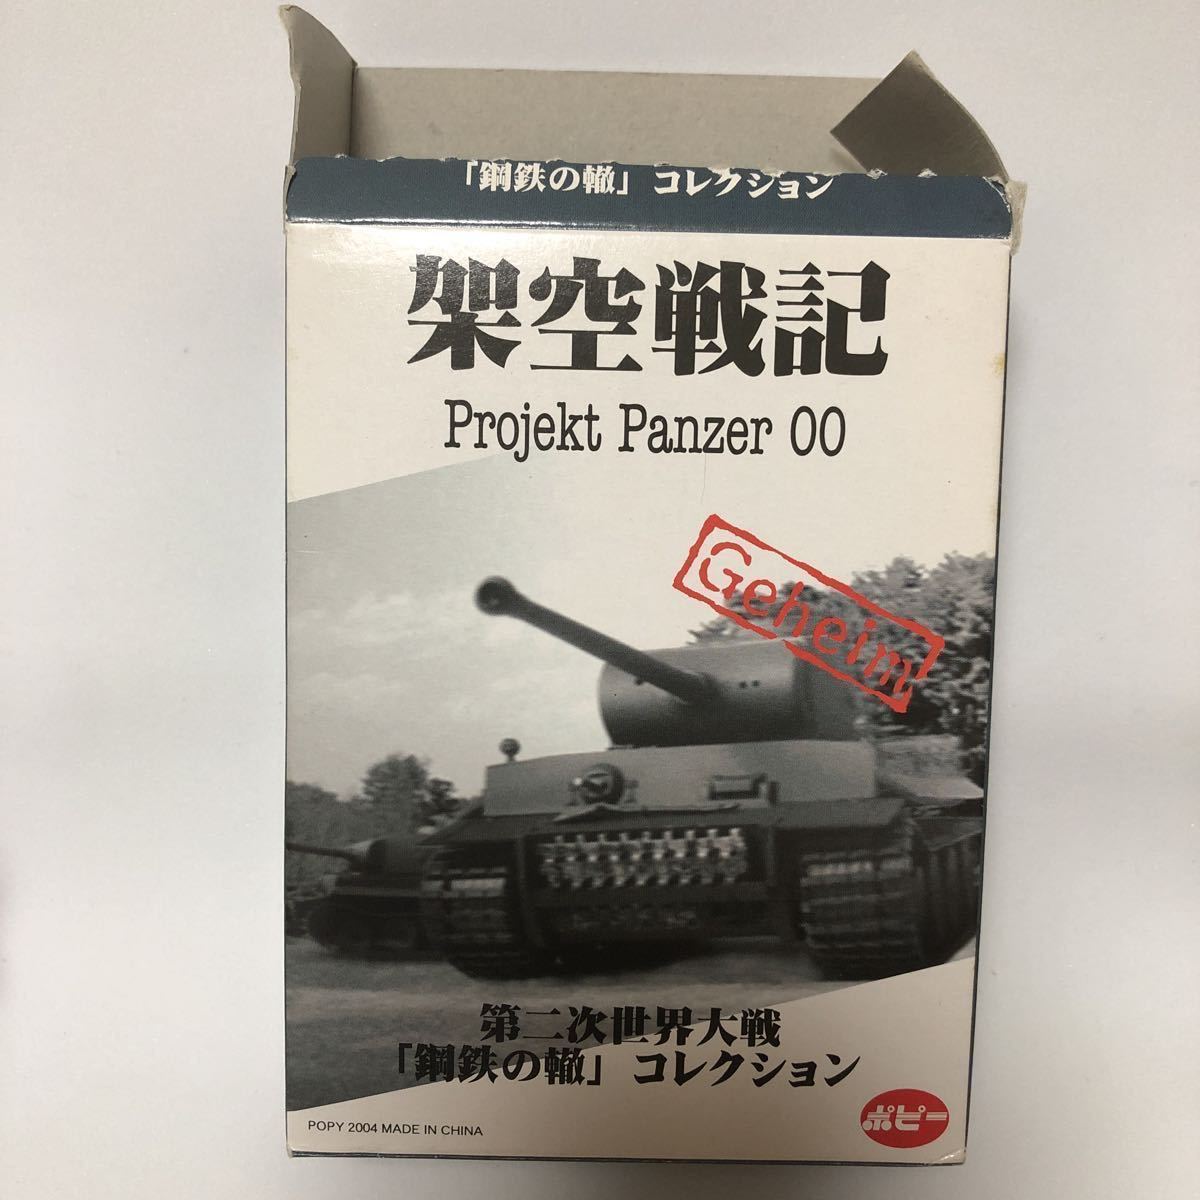 「鋼鉄の轍」コレクション
架空戦記
Projekt Panzer 00
Geheim
第二次世界大戦
「鋼鉄の轍」コレクション
POPY 2004 MADE IN CHINA
ポピー